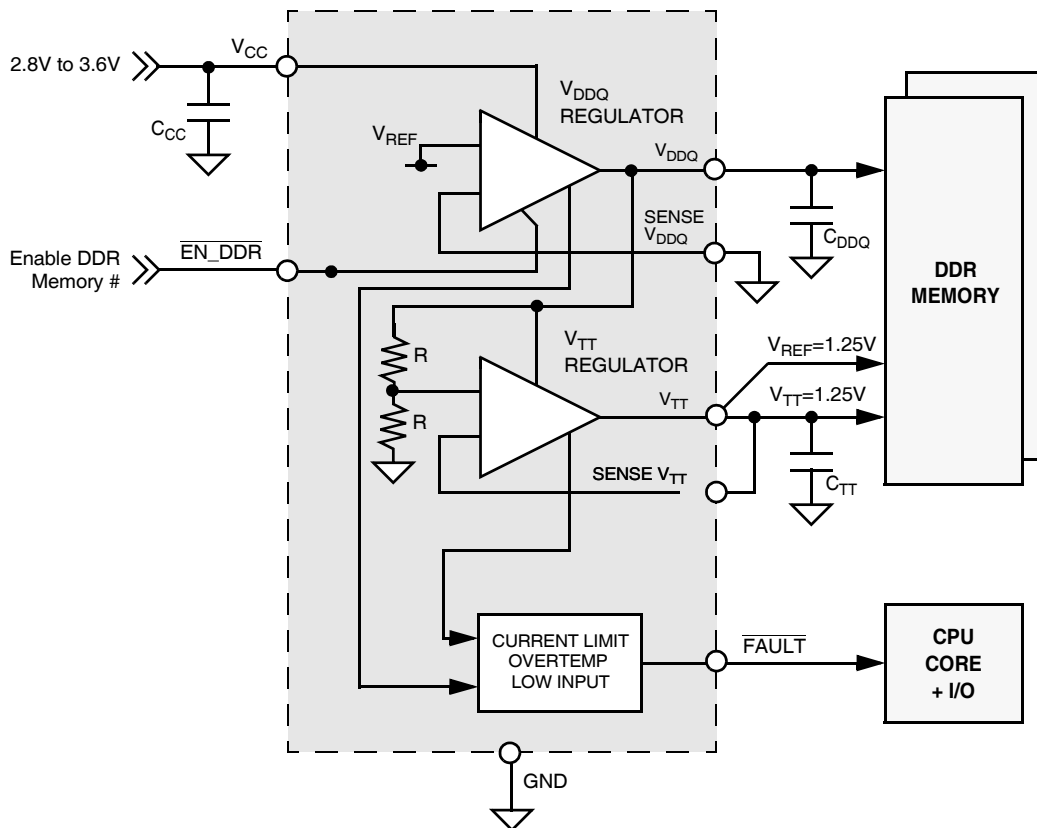 2.8V to 3.6V
VCC
CCC
VDDQ
REGULATOR
VREF
VDDQ
SENSE
VDDQ
CDDQ
DDR
MEMORY
Enable DDR
Memory #
EN_DDR
R
R
VTT
REGULATOR
VTT
VREF=1.25V
VTT=1.25V
SENSE VTT
CTT
CURRENT LIMIT
OVERTEMP
LOW INPUT
FAULT
CPU
CORE
+ I/O
GND